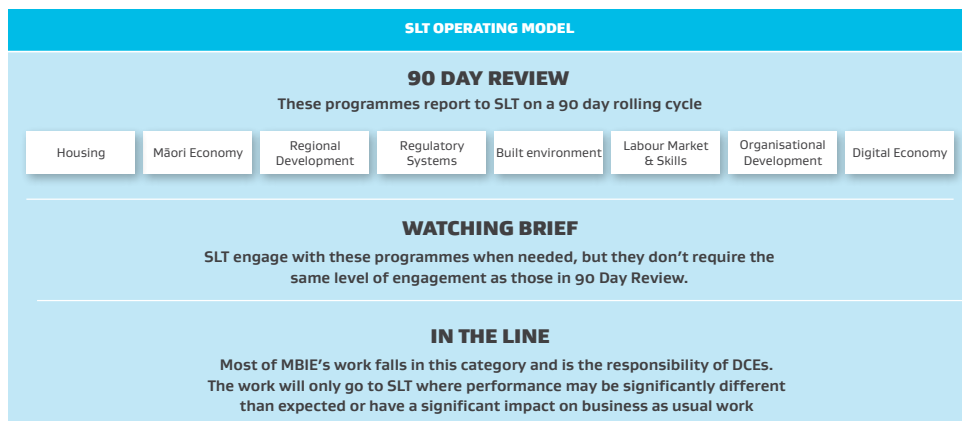 SLT OPERATING MODEL
90 DAY REVIEW
These programmes report to SLT on a 90 day rolling cycle
Housing
Māori Economy
Regional
Development
Regulatory
Systems
Built environment
Labour Market
& Skills
Organisational
Development
Digital Economy
WATCHING BRIEF
SLT engage with these programmes when needed, but they don’t require the
same level of engagement as those in 90 Day Review.
IN THE LINE
Most of MBIE’s work falls in this category and is the responsibility of DCEs.
The work will only go to SLT where performance may be significantly different
than expected or have a significant impact on business as usual work